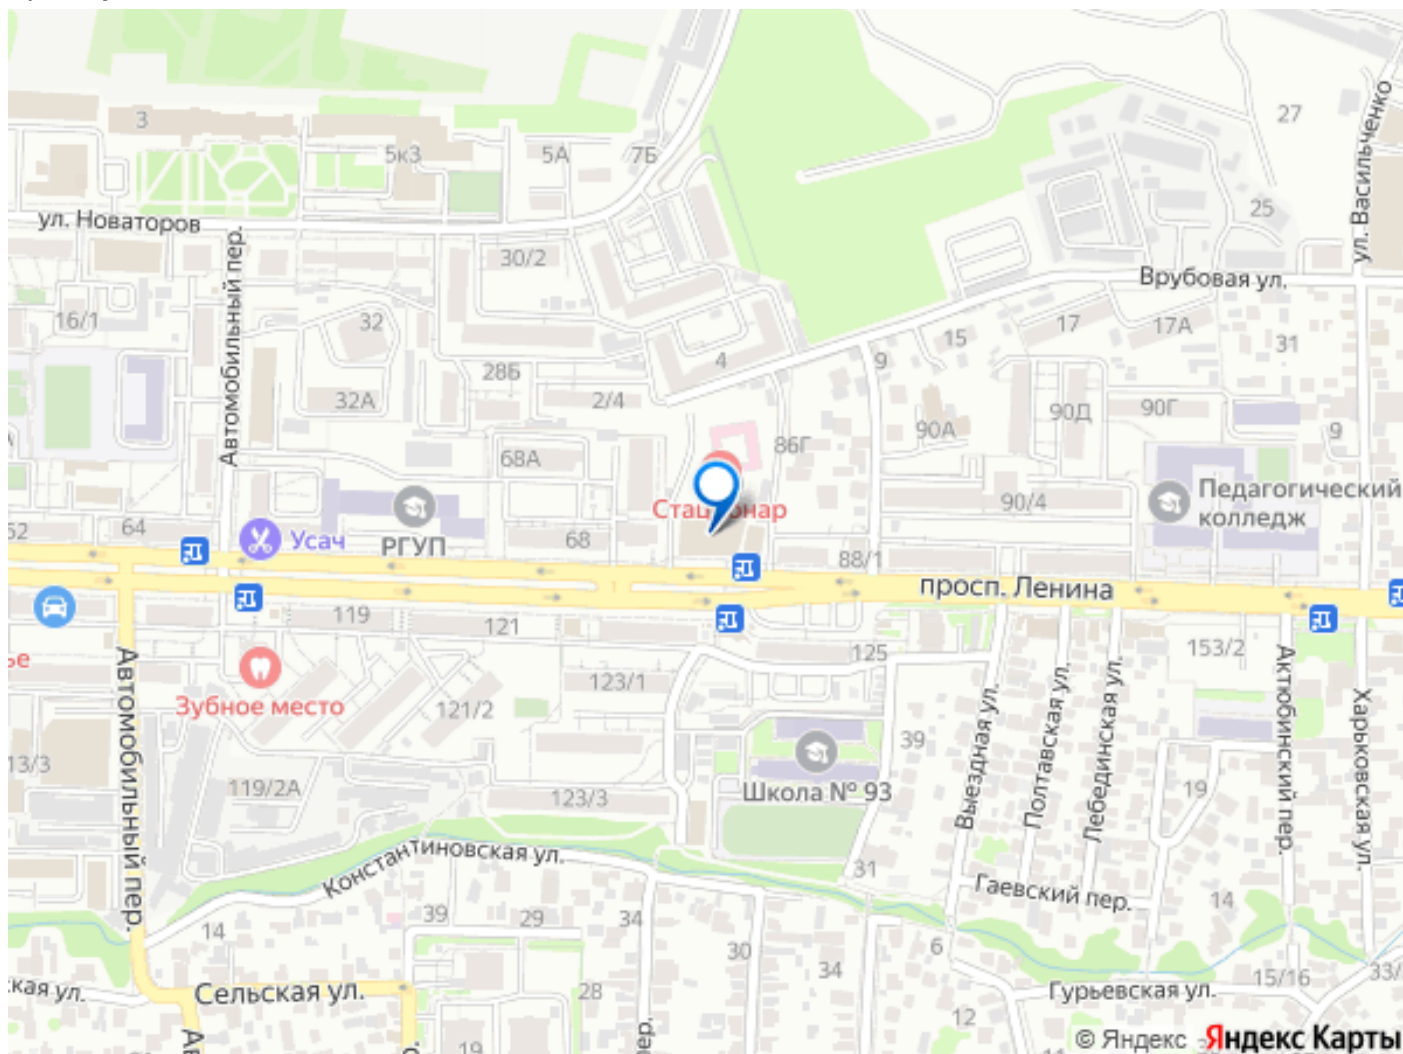 27
ул. Васильченко
3
5к3
5А
7Б
25
ул. Новаторов
Автомобильный пер.
30/2
Врубовая ул.
16/1
32
17
17А
15
31
4
9
28Б
32А
2/4
90Д
90Г
90А
9
86Г
68А
Педагогический
колледж
90/4
64
Усач
РГУП
68
88/1
просп. Ленина
119
121
125
153/2
Автомобильный пер.
Зубное место
123/1
121/2
Выездная ул.
Полтавская ул.
Лебединская ул.
Актюбинский пер.
Харьковская ул.
39
13/3
119/2А
123/3
Школа № 93
19
Константиновская ул.
31
Гаевский пер.
14
39
29
34
14
30
6
34
15/16
Сельская ул.
28
Гурьевская ул.
12
19
© Яндекс Яндекс Карты